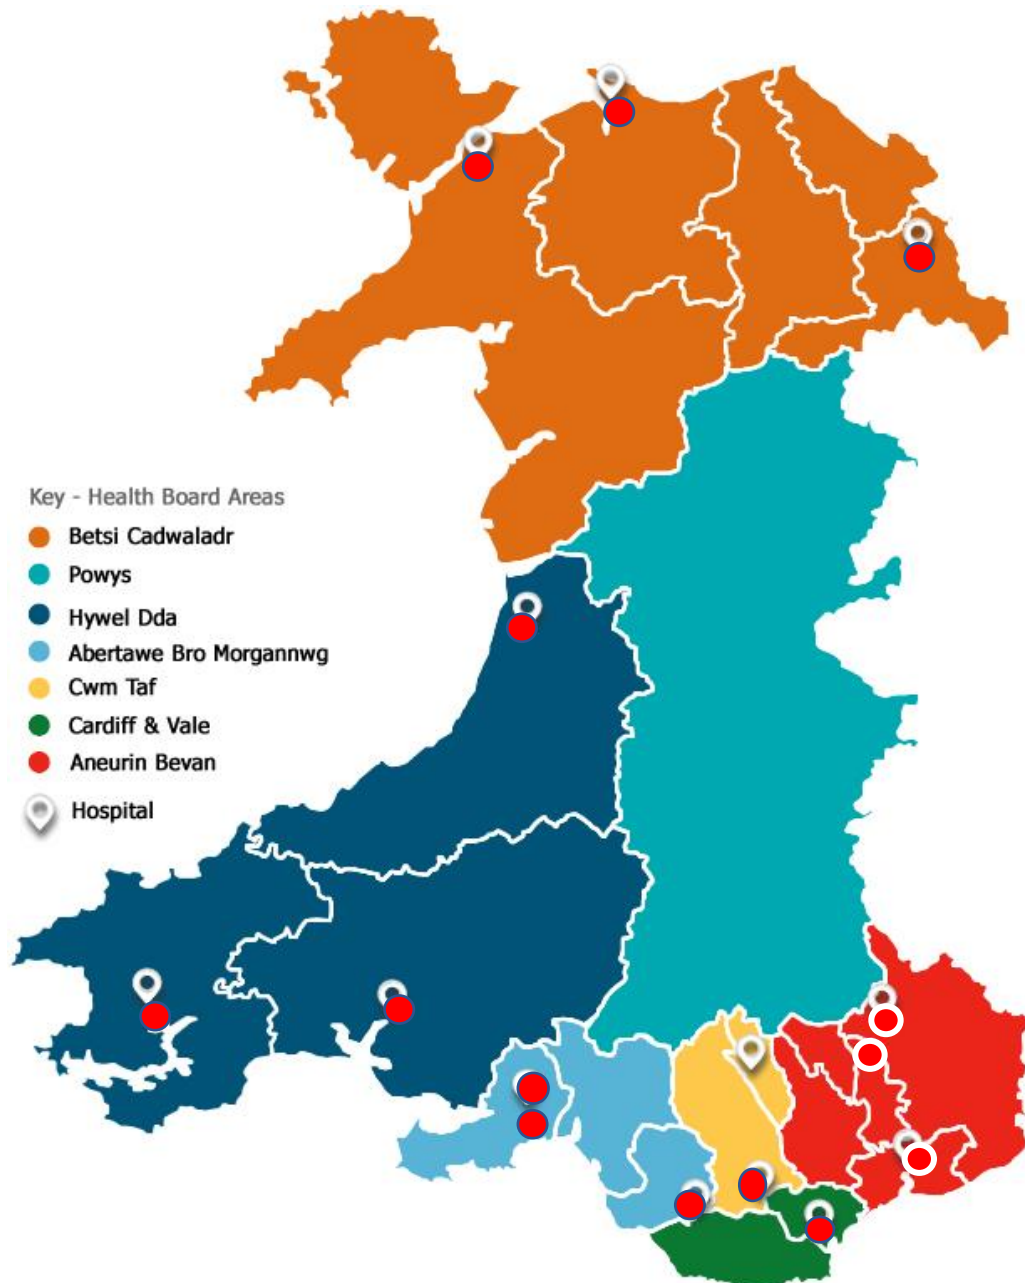 Key - Health Board Areas
Betsi Cadwaladr
Powys
Hywel Dda
Abertawe Bro Morgannwg
Cwm Taf
Cardiff & Vale
Aneurin Bevan
Hospital